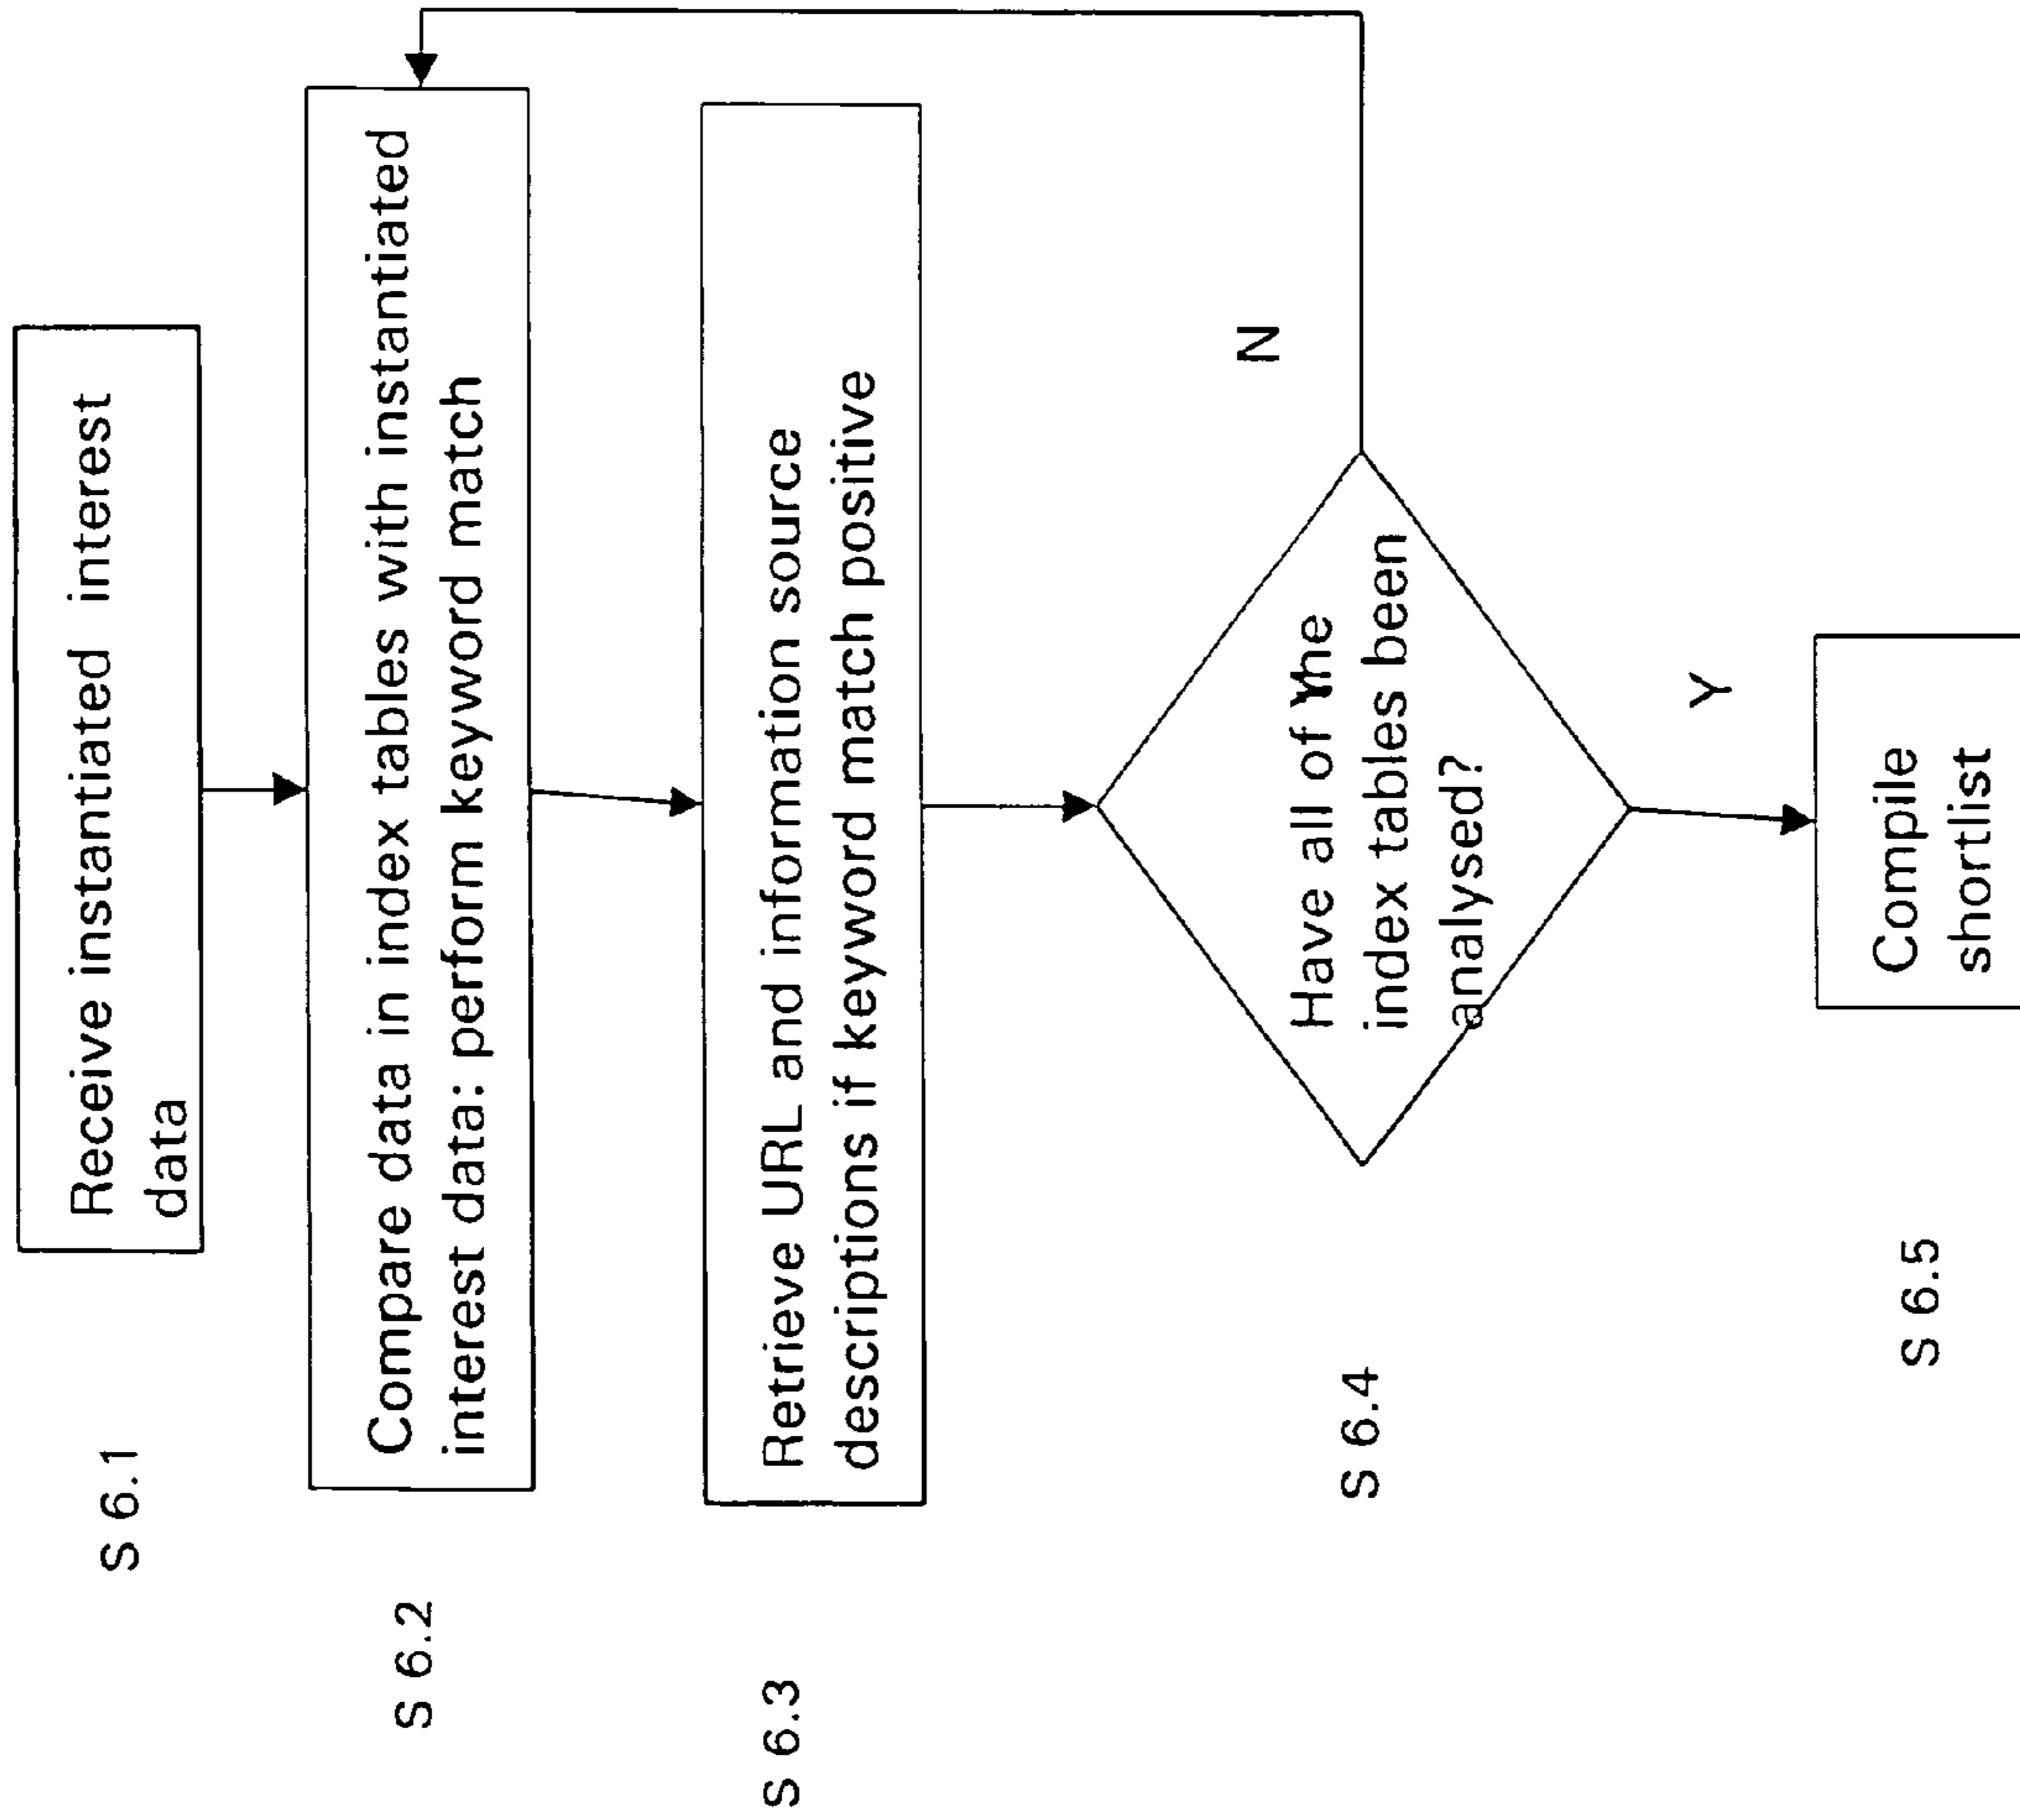 S 6.1
Receive instantiated interest
data
S 6.2
Compare data in index tables with instantiated
interest data: perform keyword match
S 6.3
Retrieve URL and information source
descriptions if keyword match positive
S 6.4
Have all of the
index tables been
analysed?
N
Y
S 6.5
Compile
shortlist